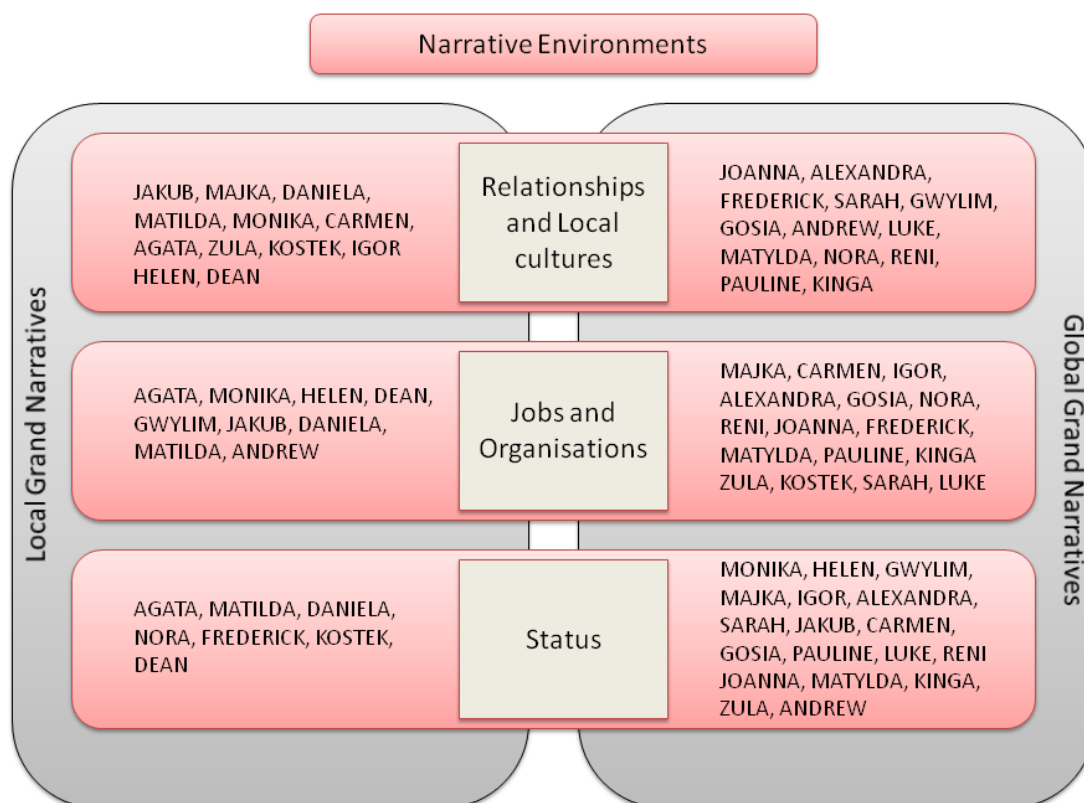 Narrative Environments
Local Grand Narratives
JAKUB, MAJKA, DANIELA,
MATILDA, MONIKA, CARMEN,
AGATA, ZULA, KOSTEK, IGOR
HELEN, DEAN
Relationships
and Local
cultures
JOANNA, ALEXANDRA,
FREDERICK, SARAH, GWYLIM,
GOSIA, ANDREW, LUKE,
MATYLDA, NORA, RENI,
PAULINE, KINGA
AGATA, MONIKA, HELEN, DEAN,
GWYLIM, JAKUB, DANIELA,
MATILDA, ANDREW
Jobs and
Organisations
MAJKA, CARMEN, IGOR,
ALEXANDRA, GOSIA, NORA,
RENI, JOANNA, FREDERICK,
MATYLDA, PAULINE, KINGA
ZULA, KOSTEK, SARAH, LUKE
AGATA, MATILDA, DANIELA,
NORA, FREDERICK, KOSTEK,
DEAN
Status
MONIKA, HELEN, GWYLIM,
MAJKA, IGOR, ALEXANDRA,
SARAH, JAKUB, CARMEN,
GOSIA, PAULINE, LUKE, RENI
JOANNA, MATYLDA, KINGA,
ZULA, ANDREW
Global Grand Narratives